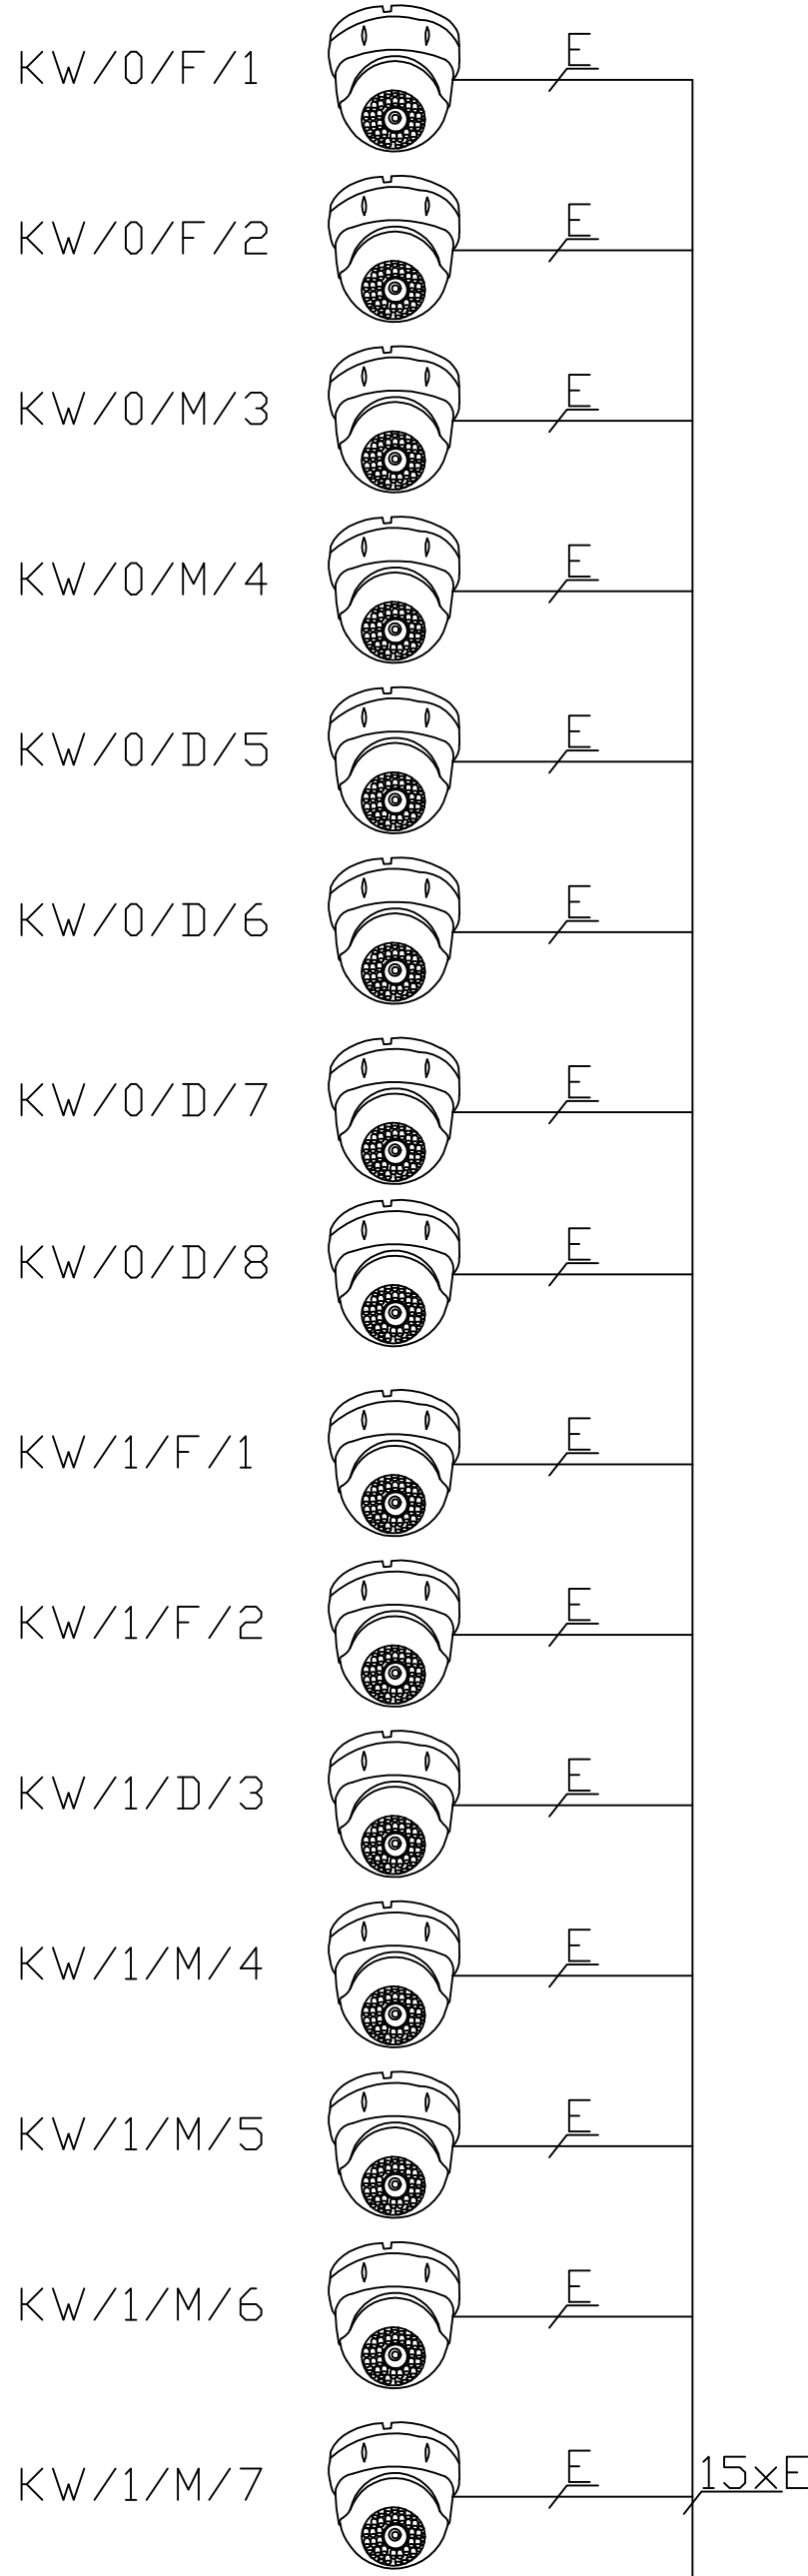 KW/0/F/1 E
KW/0/F/2 E
KW/0/M/3 E
KW/0/M/4 E
KW/0/D/5 E
KW/0/D/6 E
KW/0/D/7 E
KW/0/D/8 E
KW/1/F/1 E
KW/1/F/2 E
KW/1/D/3 E
KW/1/M/4 E
KW/1/M/5 E
KW/1/M/6 E
KW/1/M/7 E 15xE